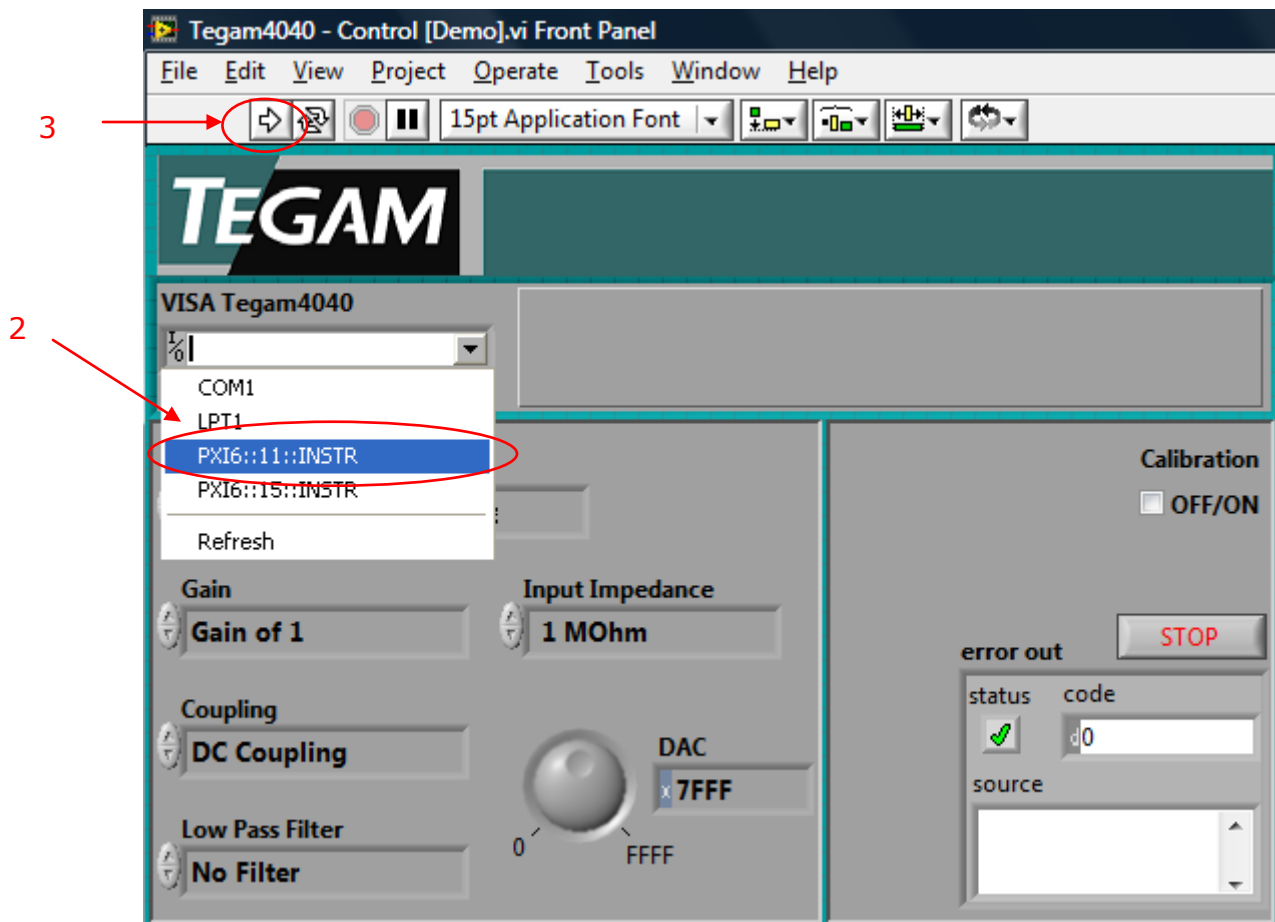 Tegam4040 - Control [Demo].vi Front Panel
File Edit View Project Operate Tools Window Help
3
15pt Application Font
TEGAM
VISA Tegam4040
2
I/O
COM1
LPT1
PXI6::11::INSTR
PXI6::15::INSTR
Refresh
Calibration
OFF/ON
Gain
Input Impedance
Gain of 1
1 MOhm
STOP
error out
status code
d 0
Coupling
DC Coupling
DAC
x 7FFF
source
Low Pass Filter
0 FFFF
No Filter